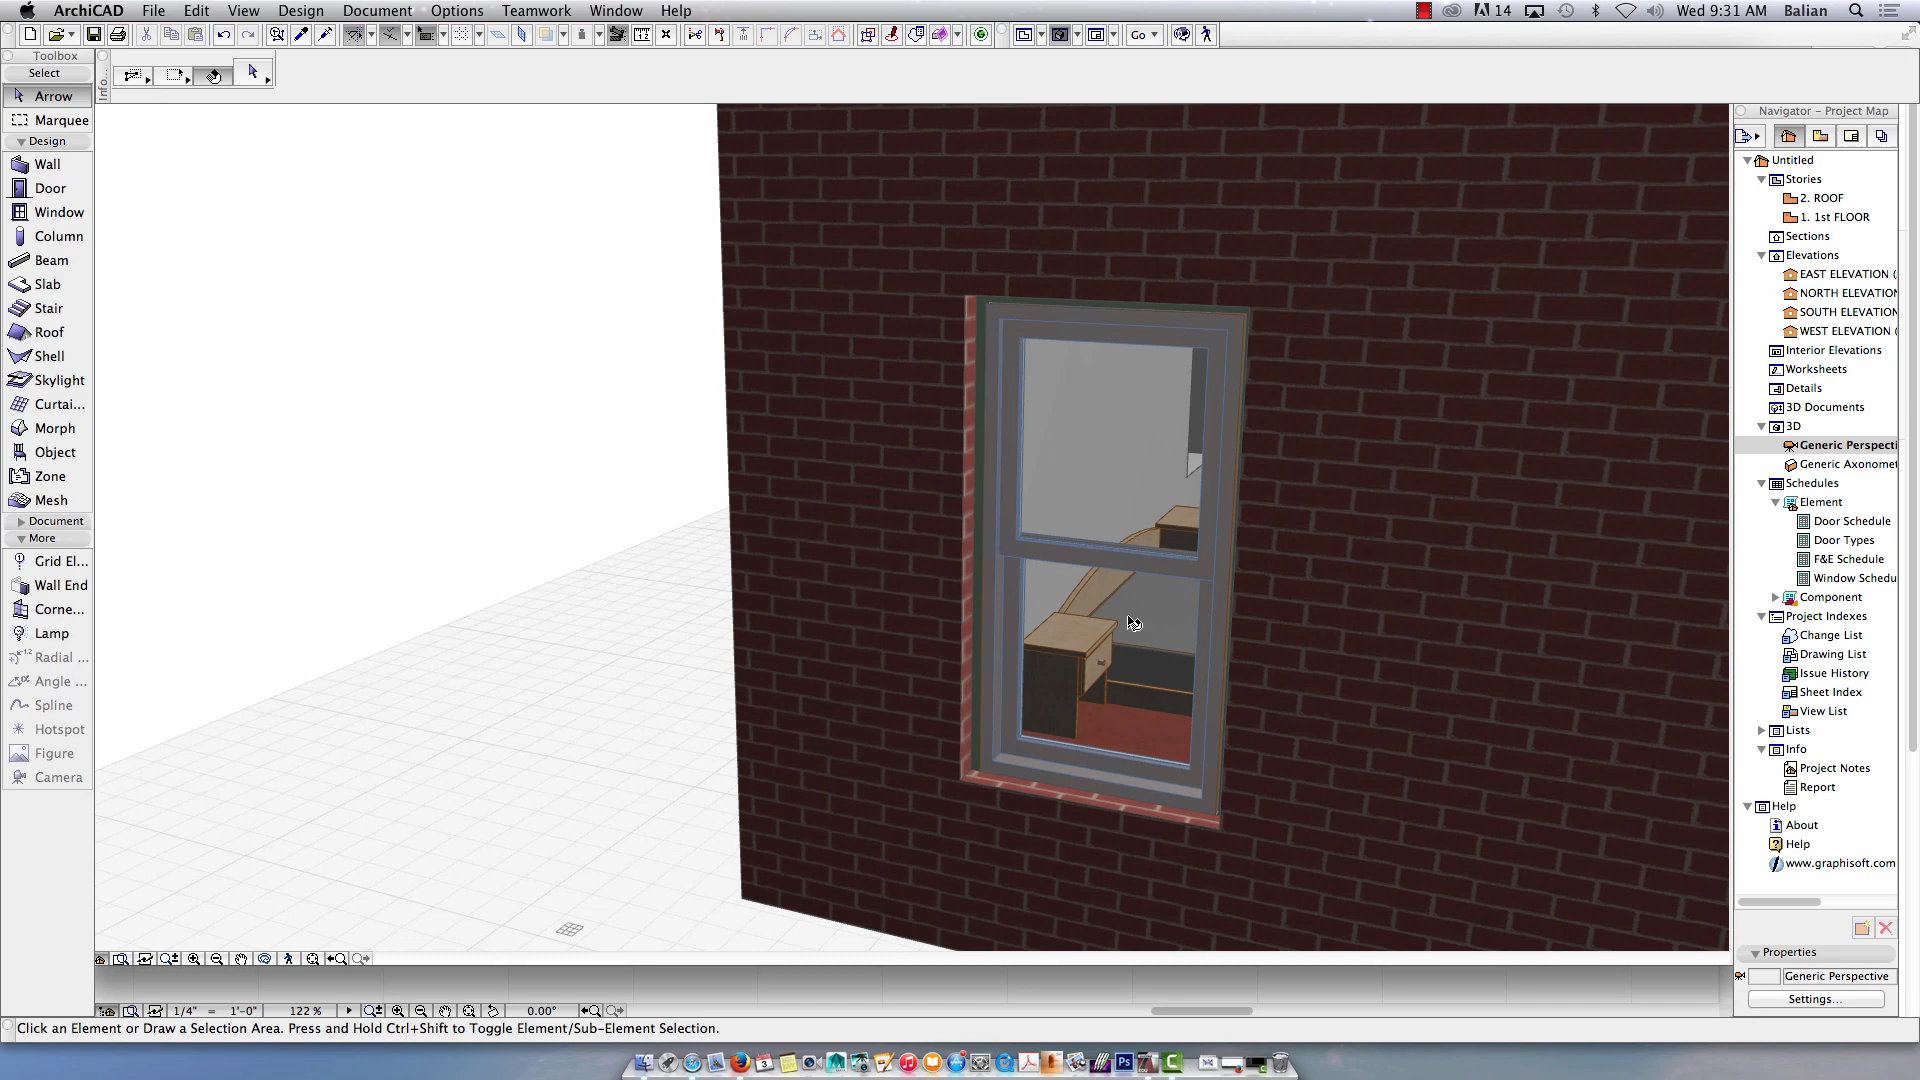 ArchiCAD File Edit View Insert Design Document Options Teamwork Window Help
14 Wed 9:31 AM Balian
Go
Toolbox
Select
Arrow
Marquee
Design
Wall
Door
Window
Column
Beam
Slab
Stair
Roof
Shell
Skylight
Curtai...
Morph
Object
Zone
Mesh
Document
More
Grid El...
Wall End
Corne...
Lamp
Radial ...
Angle ...
Spline
Hotspot
Figure
Camera
Info...
Navigator – Project Map
Untitled
Stories
2. ROOF
1. 1st FLOOR
Sections
Elevations
EAST ELEVATION (
NORTH ELEVATION
SOUTH ELEVATION
WEST ELEVATION (
Interior Elevations
Worksheets
Details
3D Documents
3D
Generic Perspecti
Generic Axonomet
Schedules
Element
Door Schedule
Door Types
F&E Schedule
Window Schedu
Component
Project Indexes
Change List
Drawing List
Issue History
Sheet Index
View List
Lists
Info
Project Notes
Report
Help
About
Help
www.graphisoft.com
Properties
Generic Perspective
Settings...
1/4" = 1'-0" 122 % 0.00°
Click an Element or Draw a Selection Area. Press and Hold Ctrl+Shift to Toggle Element/Sub-Element Selection.
Ps